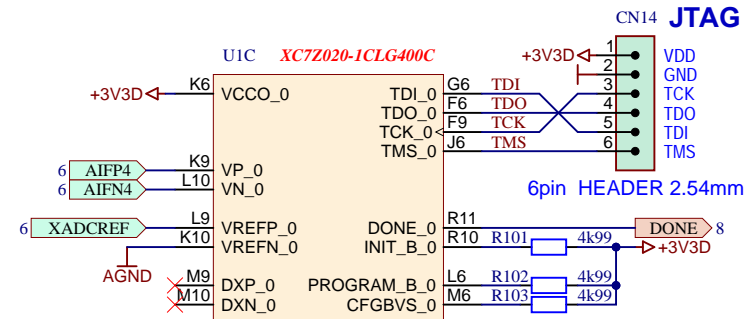 CN14 JTAG
U1C XC7Z020-1CLG400C
+3V3D 1 VDD
2 GND
+3V3D K6 VCCO_0 TDI_0 G6 TDI 3 TCK
TDO_0 F6 TDO 4 TDO
TCK_0 F9 TCK 5 TDI
TMS_0 J6 TMS 6 TMS
6 AIFP4 K9 VP_0
6 AIFN4 L10 VN_0
6pin HEADER 2.54mm
6 XADCREF L9 VREFP_0 DONE_0 R11 DONE 8
K10 VREFN_0 INIT_B_0 R10 R101 4k99 +3V3D
AGND
M9 DXP_0 PROGRAM_B_0 L6 R102 4k99
M10 DXN_0 CFGBVS_0 M6 R103 4k99